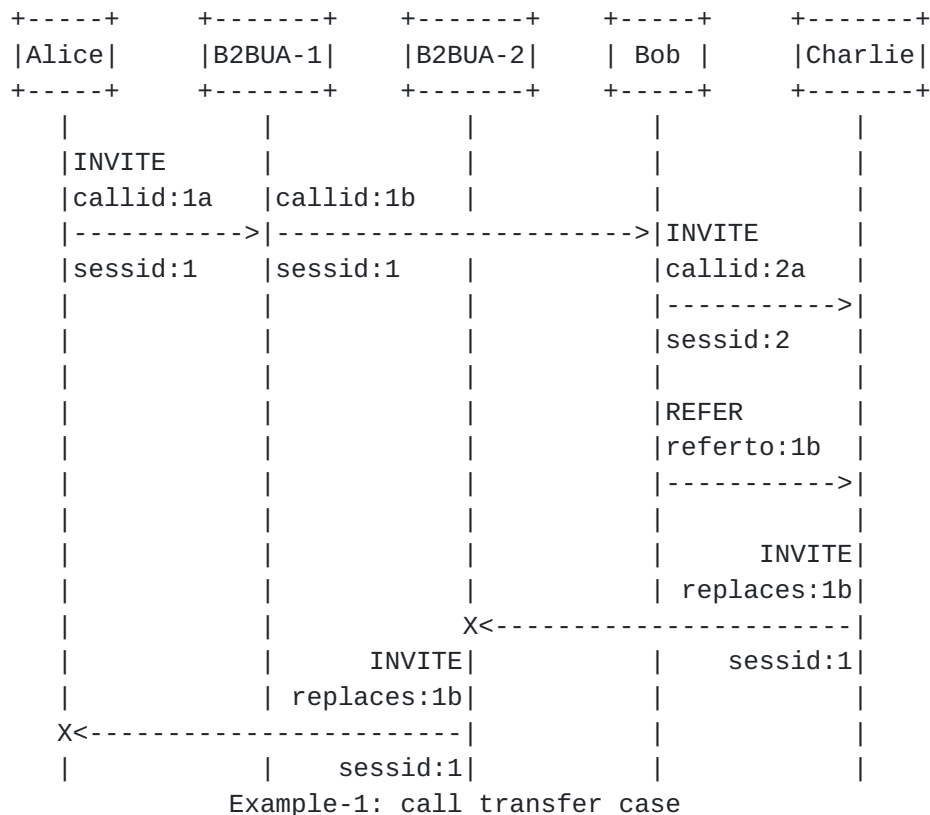 +-----+     +-------+     +-------+    +-----+     +-------+
|Alice|     |B2BUA-1|     |B2BUA-2|    | Bob |     |Charlie|
+-----+     +-------+     +-------+    +-----+     +-------+
   |            |            |           |            |
   |INVITE      |            |           |            |
   |callid:1a   |callid:1b   |           |            |
   |----------->|----------------------->|INVITE      |
   |sessid:1    |sessid:1    |           |callid:2a   |
   |            |            |           |----------->|
   |            |            |           |sessid:2    |
   |            |            |           |            |
   |            |            |           |REFER       |
   |            |            |           |referto:1b  |
   |            |            |           |----------->|
   |            |            |           |            |
   |            |            |           |      INVITE|
   |            |            |           | replaces:1b|
   |            |            X<-----------------------|
   |            |      INVITE|           |    sessid:1|
   |            | replaces:1b|           |            |
   X<------------------------|           |            |
   |            |    sessid:1|           |            |
              Example-1: call transfer case